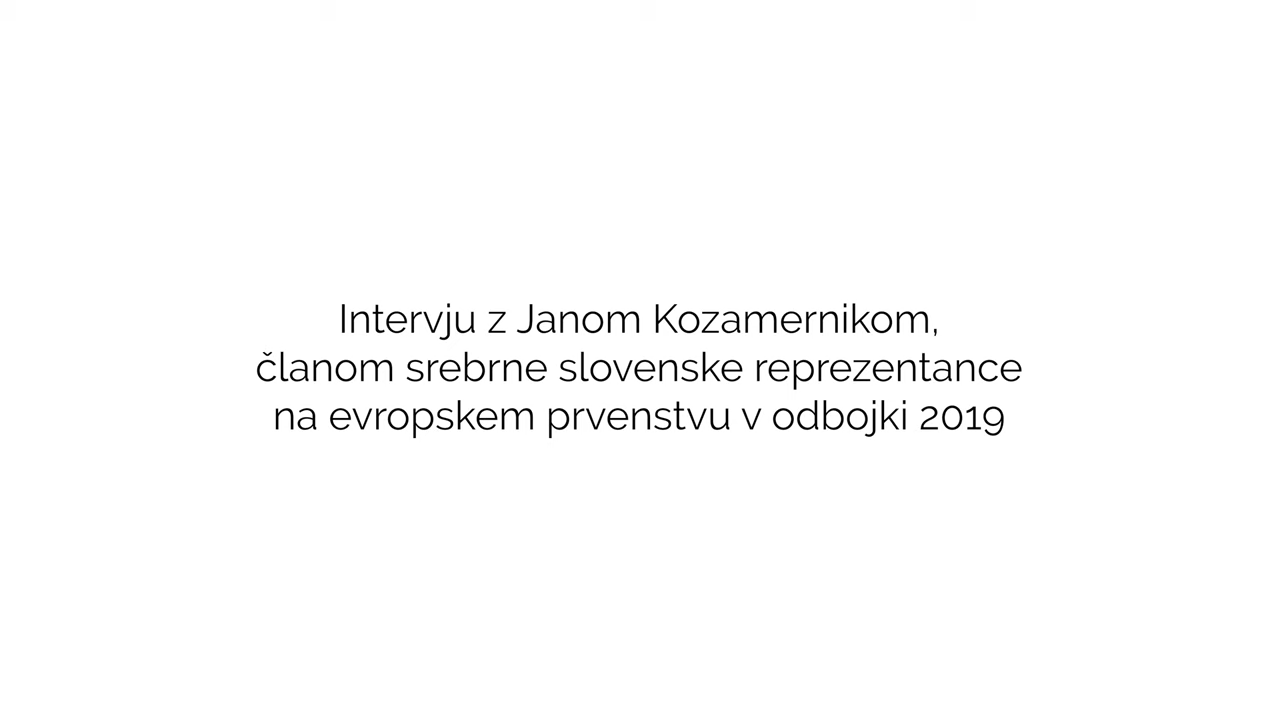 Intervju z Janom Kozamernikom,
članom srebrne slovenske reprezentance
na evropskem prvenstvu v odbojki 2019